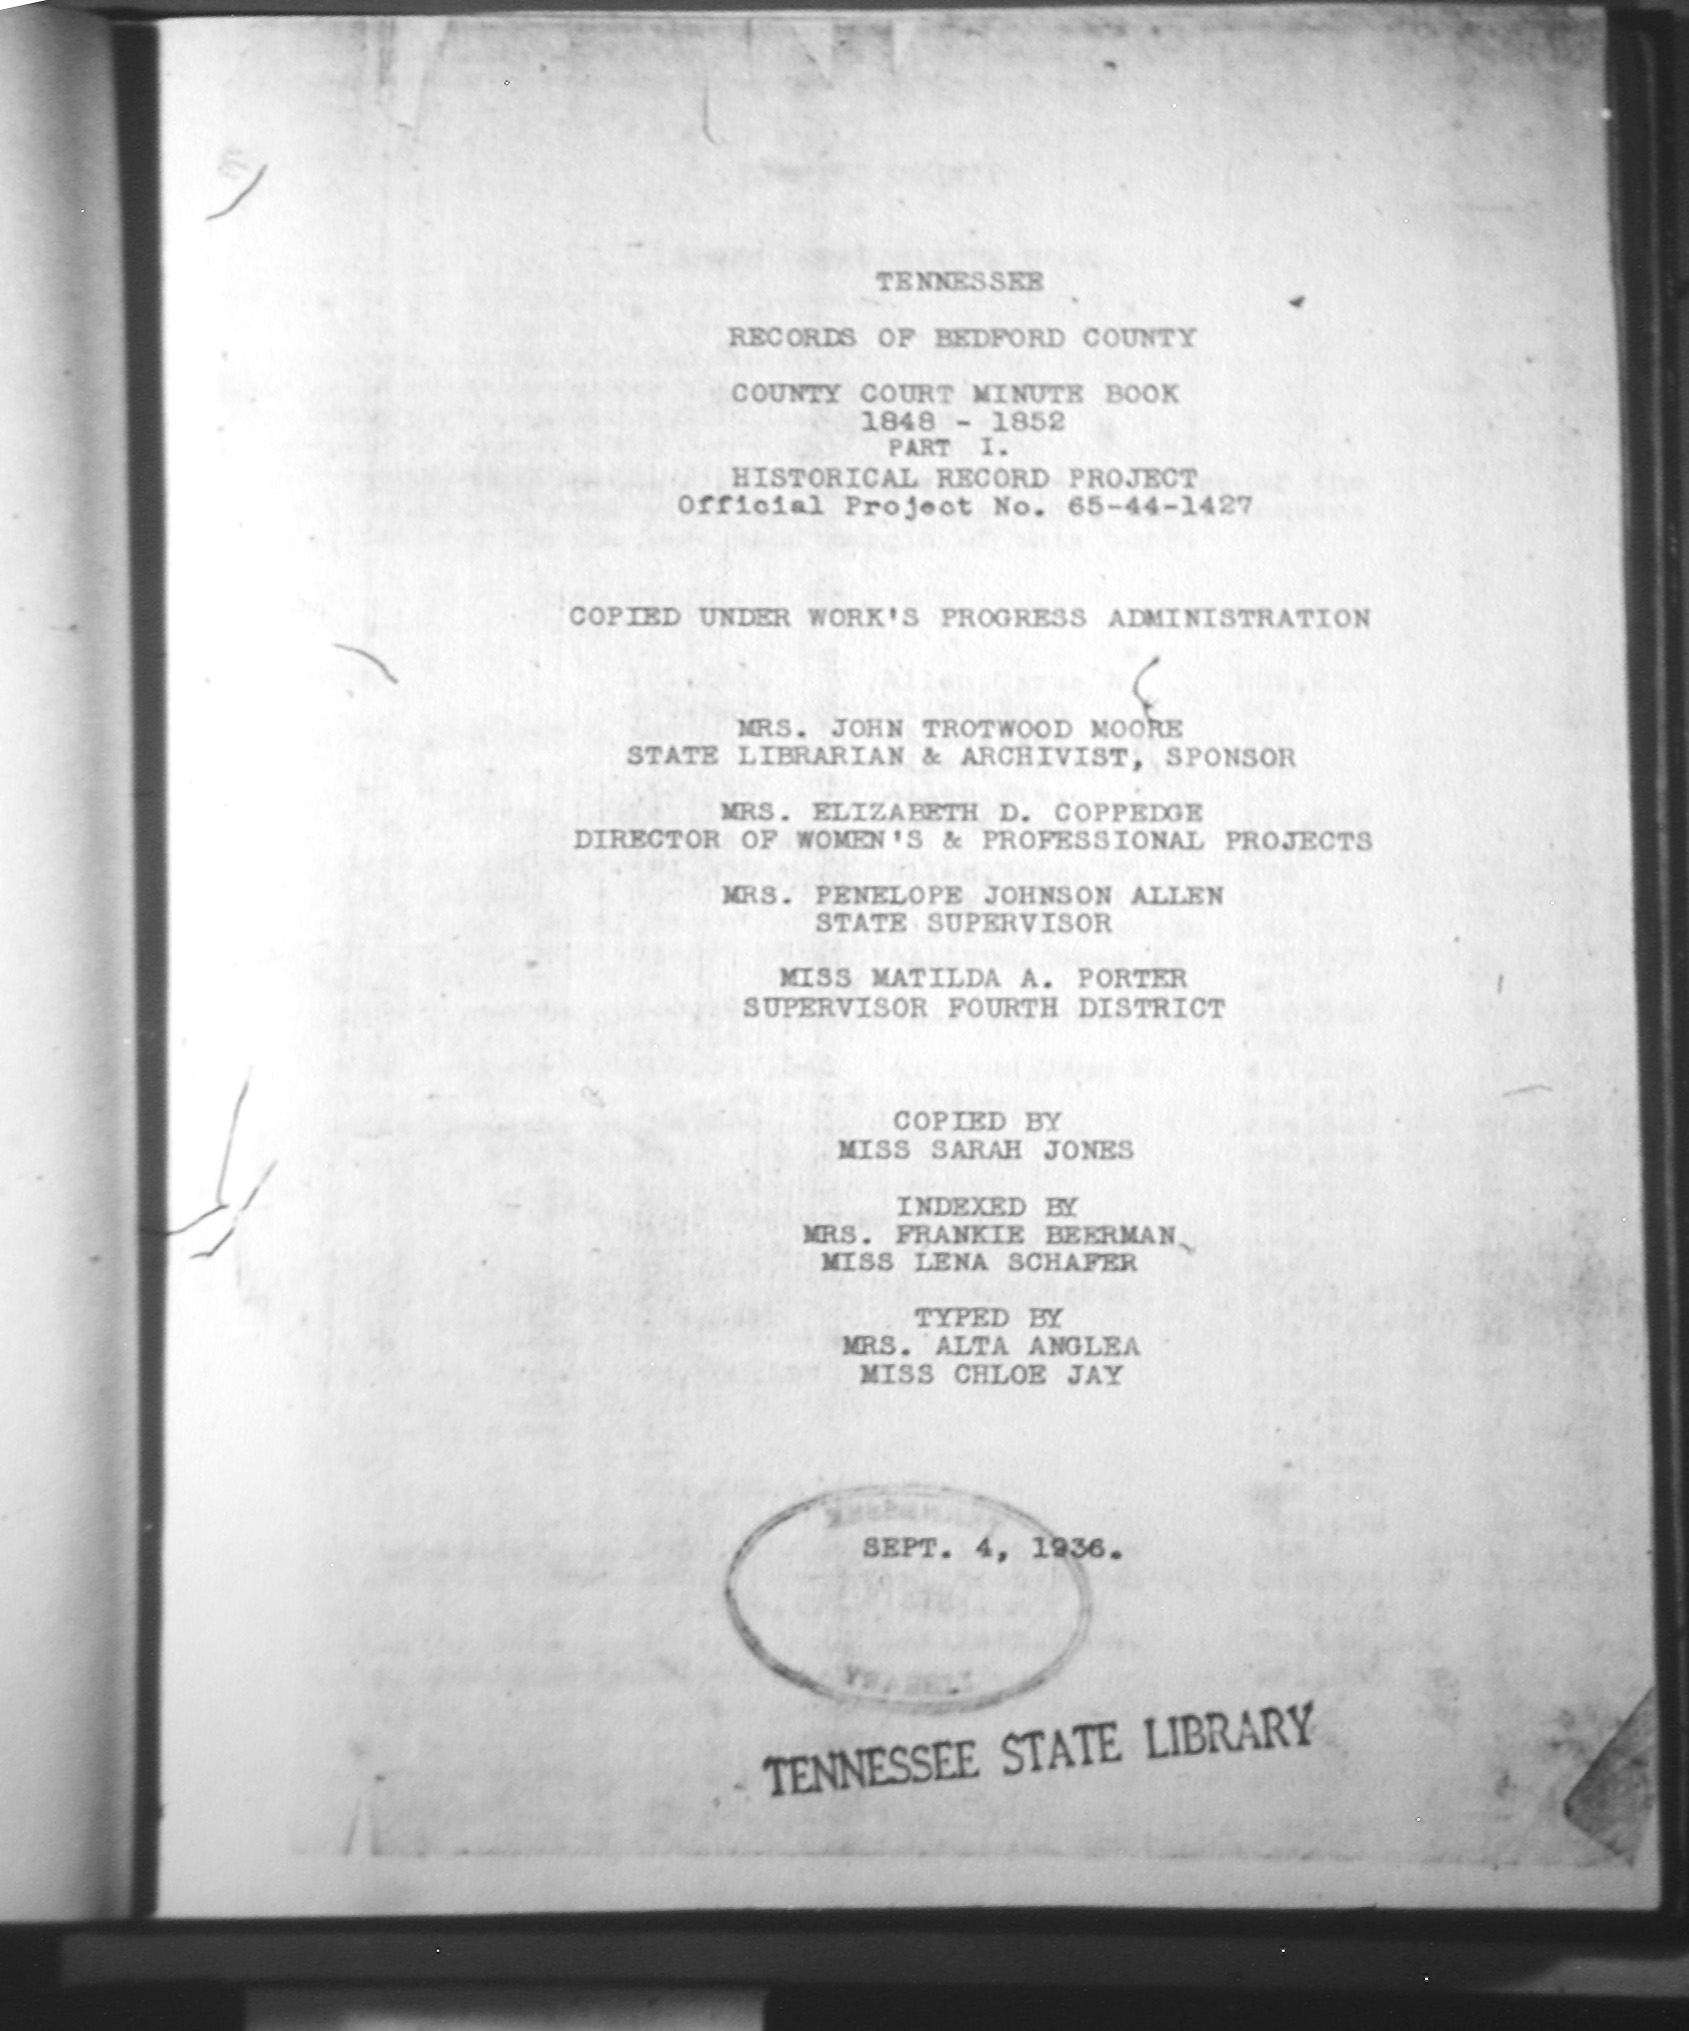 TENNESSEE
RECORDS OF BEDFORD COUNTY
COUNTY COURT MINUTE BOOK
1848 - 1852
PART I.
HISTORICAL RECORD PROJECT
Official Project No. 65-44-1427
COPIED UNDER WORK'S PROGRESS ADMINISTRATION
MRS. JOHN TROTWOOD MOORE
STATE LIBRARIAN & ARCHIVIST, SPONSOR
MRS. ELIZABETH D. COPPEDGE
DIRECTOR OF WOMEN'S & PROFESSIONAL PROJECTS
MRS. PENELOPE JOHNSON ALLEN
STATE SUPERVISOR
MISS MATILDA A. PORTER
SUPERVISOR FOURTH DISTRICT
COPIED BY
MISS SARAH JONES
INDEXED BY
MRS. FRANKIE BEERMAN
MISS LENA SCHAFER
TYPED BY
MRS. ALTA ANGLEA
MISS CHLOE JAY
SEPT. 4, 1936.
TENNESSEE STATE LIBRARY